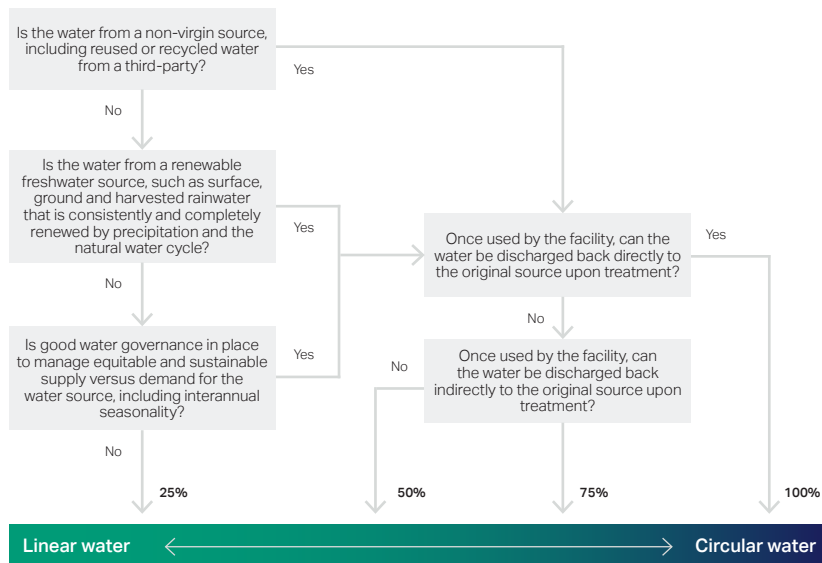 Is the water from a non-virgin source,
including reused or recycled water
from a third-party?
Yes
No
Is the water from a renewable
freshwater source, such as surface,
ground and harvested rainwater
that is consistently and completely
renewed by precipitation and the
natural water cycle?
Yes
No
Is good water governance in place
to manage equitable and sustainable
supply versus demand for the
water source, including interannual
seasonality?
Yes
No
Once used by the facility, can the
water be discharged back directly to
the original source upon treatment?
Yes
No
Once used by the facility, can
the water be discharged back
indirectly to the original source upon
treatment?
No
25%
50%
75%
100%
Linear water
Circular water